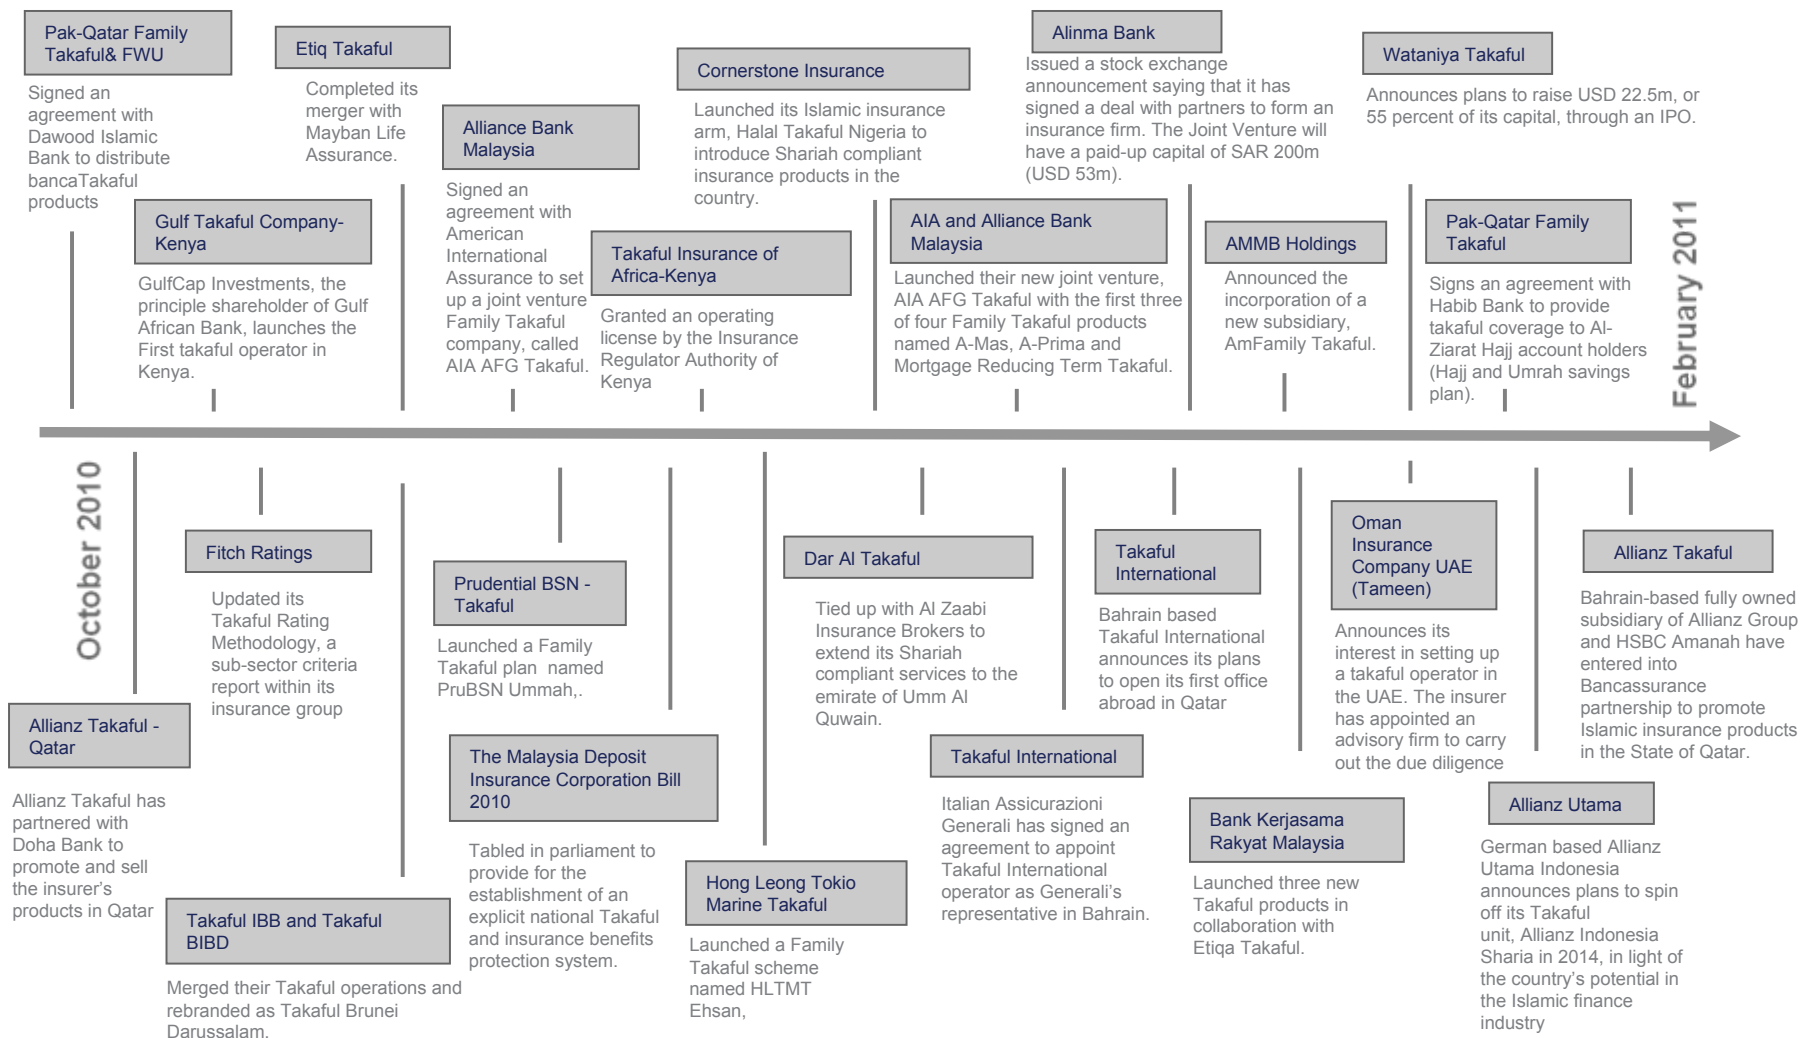 Pak-Qatar Family
Takaful& FWU
Signed an
agreement with
Dawood Islamic
Bank to distribute
bancaTakaful
products
Gulf Takaful Company-
Kenya
GulfCap Investments, the
principle shareholder of Gulf
African Bank, launches the
First takaful operator in
Kenya.
Etiq Takaful
Completed its
merger with
Mayban Life
Assurance.
Alliance Bank
Malaysia
Signed an
agreement with
American
International
Assurance to set
up a joint venture
Family Takaful
company, called
AIA AFG Takaful.
Takaful Insurance of
Africa-Kenya
Granted an operating
license by the Insurance
Regulator Authority of
Kenya
Cornerstone Insurance
Launched its Islamic insurance
arm, Halal Takaful Nigeria to
introduce Shariah compliant
insurance products in the
country.
AIA and Alliance Bank
Malaysia
Launched their new joint venture,
AIA AFG Takaful with the first three
of four Family Takaful products
named A-Mas, A-Prima and
Mortgage Reducing Term Takaful.
Alinma Bank
Issued a stock exchange
announcement saying that it has
signed a deal with partners to form an
insurance firm. The Joint Venture will
have a paid-up capital of SAR 200m
(USD 53m).
AMMB Holdings
Announced the
incorporation of a
new subsidiary,
AmFamily Takaful.
Wataniya Takaful
Announces plans to raise USD 22.5m, or
55 percent of its capital, through an IPO.
Pak-Qatar Family
Takaful
Signs an agreement with
Habib Bank to provide
takaful coverage to Al-
Ziarat Hajj account holders
(Hajj and Umrah savings
plan).
February 2011
October 2010
Allianz Takaful -
Qatar
Allianz Takaful has
partnered with
Doha Bank to
promote and sell
the insurer's
products in Qatar
Fitch Ratings
Updated its
Takaful Rating
Methodology, a
sub-sector criteria
report within its
insurance group
Takaful IBB and Takaful
BIBD
Merged their Takaful operations and
rebranded as Takaful Brunei
Darussalam.
Prudential BSN -
Takaful
Launched a Family
Takaful plan  named
PruBSN Ummah,.
The Malaysia Deposit
Insurance Corporation Bill
2010
Tabled in parliament to
provide for the
establishment of an
explicit national Takaful
and insurance benefits
protection system.
Hong Leong Tokio
Marine Takaful
Launched a Family
Takaful scheme
named HLTMT
Ehsan,
Dar Al Takaful
Tied up with Al Zaabi
Insurance Brokers to
extend its Shariah
compliant services to the
emirate of Umm Al
Quwain.
Takaful International
Italian Assicurazioni
Generali has signed an
agreement to appoint
Takaful International
operator as Generali's
representative in Bahrain.
Takaful
International
Bahrain based
Takaful International
announces its plans
to open its first office
abroad in Qatar
Bank Kerjasama
Rakyat Malaysia
Launched three new
Takaful products in
collaboration with
Etiqa Takaful.
Oman
Insurance
Company UAE
(Tameen)
Announces its
interest in setting up
a takaful operator in
the UAE. The insurer
has appointed an
advisory firm to carry
out the due diligence
Allianz Utama
German based Allianz
Utama Indonesia
announces plans to spin
off its Takaful
unit, Allianz Indonesia
Sharia in 2014, in light of
the country's potential in
the Islamic finance
industry
Allianz Takaful
Bahrain-based fully owned
subsidiary of Allianz Group
and HSBC Amanah have
entered into
Bancassurance
partnership to promote
Islamic insurance products
in the State of Qatar.